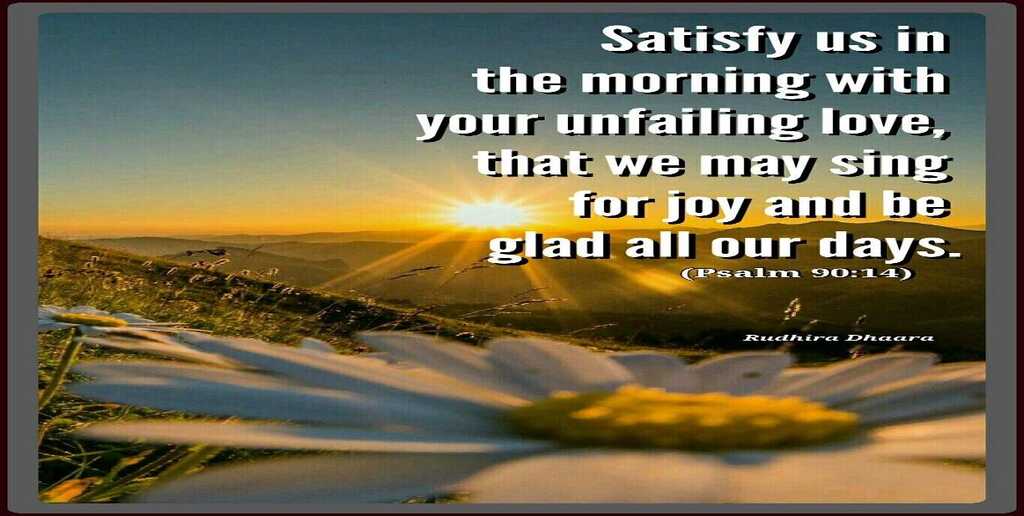 Satisfy us in
the morning with
your unfailing love,
that we may sing
for joy and be
glad all our days.
(Psalm 90:14)
Rudhira Dhaara